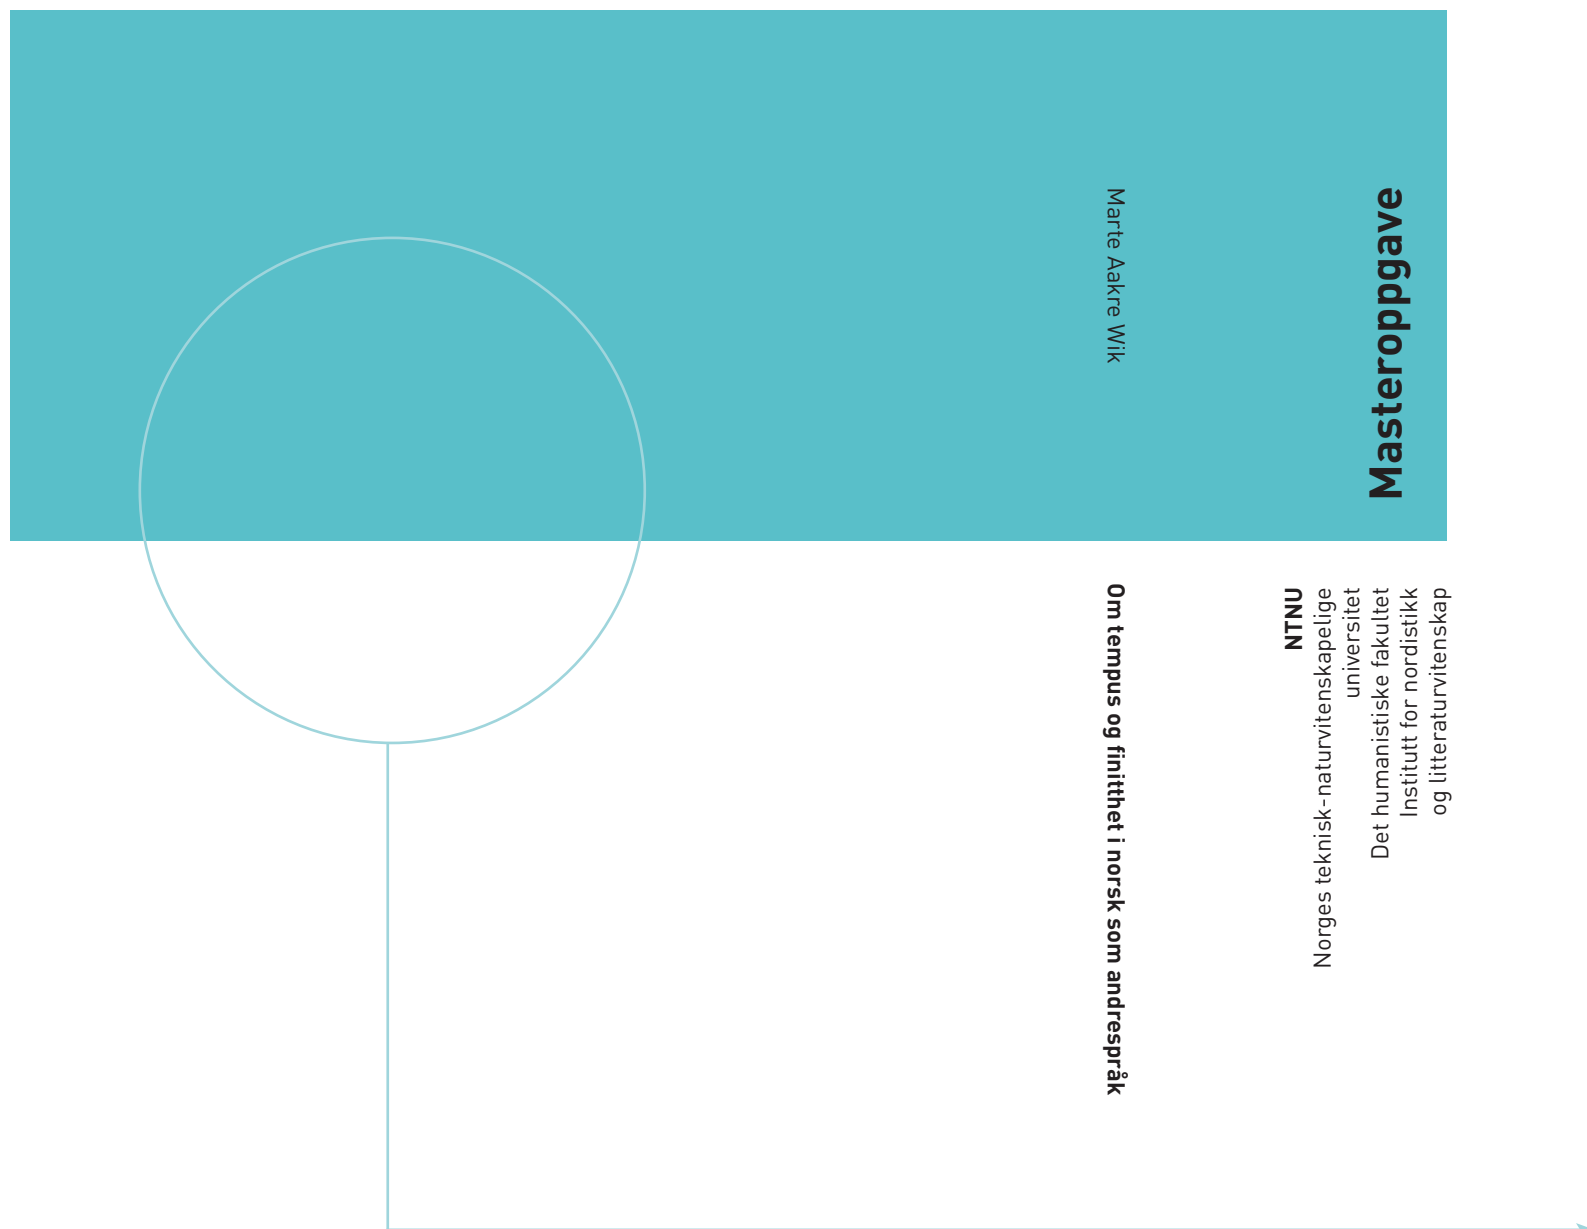 Marte Aakre Wik
Om tempus og finitthet i norsk som andrespråk
Masteroppgave
NTNU
Norges teknisk-naturvitenskapelige
universitet
Det humanistiske fakultet
Institutt for nordistikk
og litteraturvitenskap